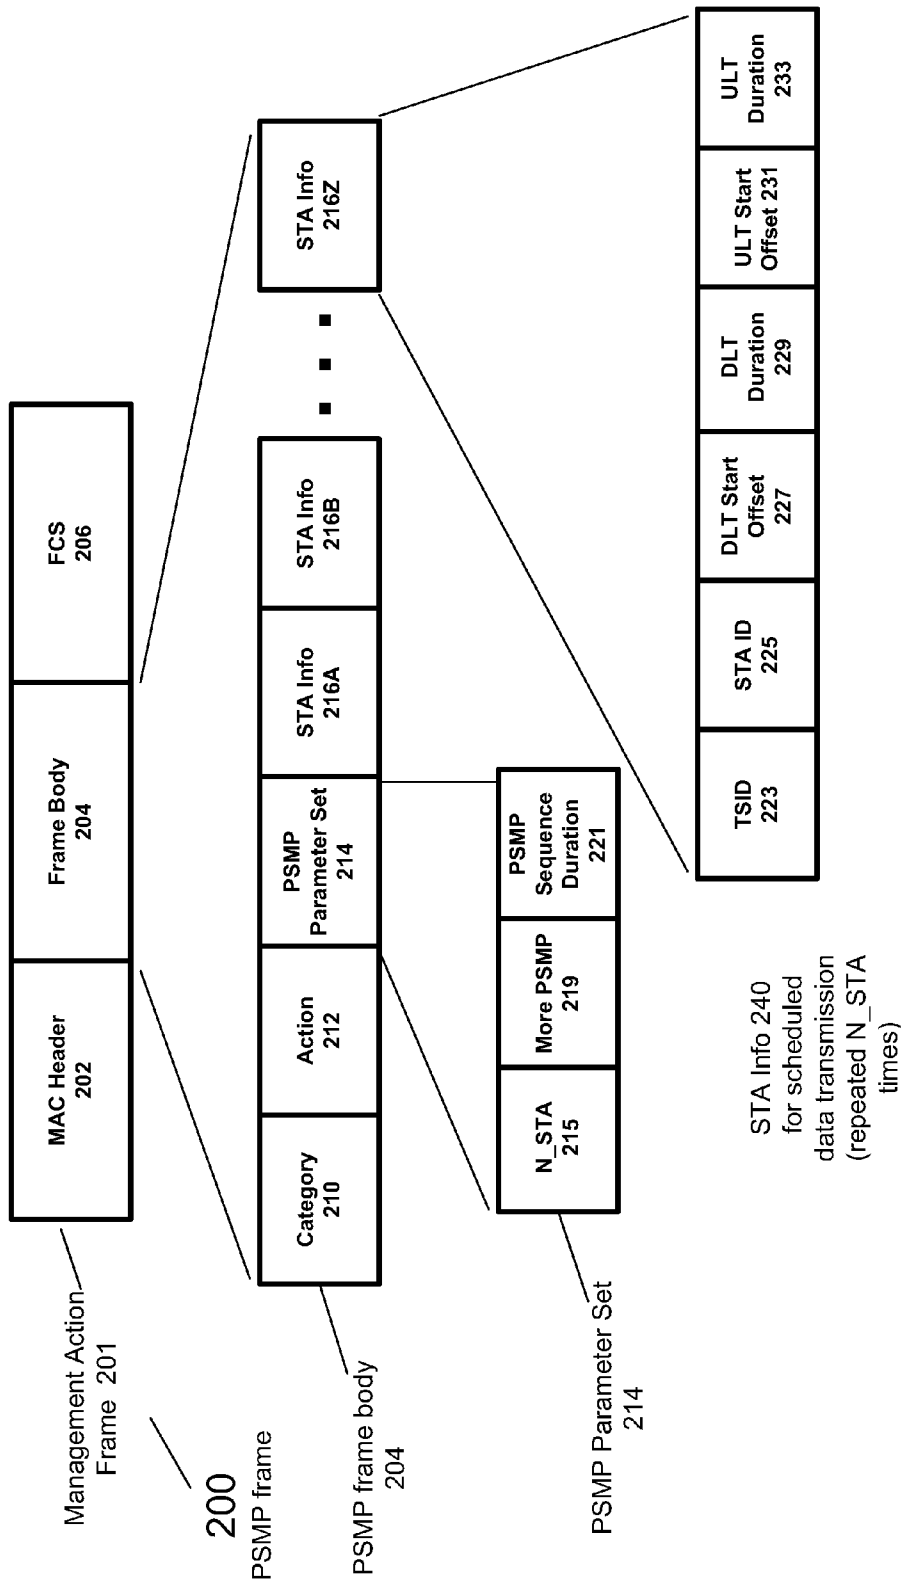 Management Action
Frame 201
MAC Header
202
Frame Body
204
FCS
206
200
PSMP frame
PSMP frame body
204
Category
210
Action
212
PSMP
Parameter Set
214
STA Info
216A
STA Info
216B
STA Info
216Z
PSMP Parameter Set
214
N_STA
215
More PSMP
219
PSMP
Sequence
Duration
221
STA Info 240
for scheduled
data transmission
(repeated N_STA
times)
TSID
223
STA ID
225
DLT Start
Offset
227
DLT
Duration
229
ULT Start
Offset 231
ULT
Duration
233